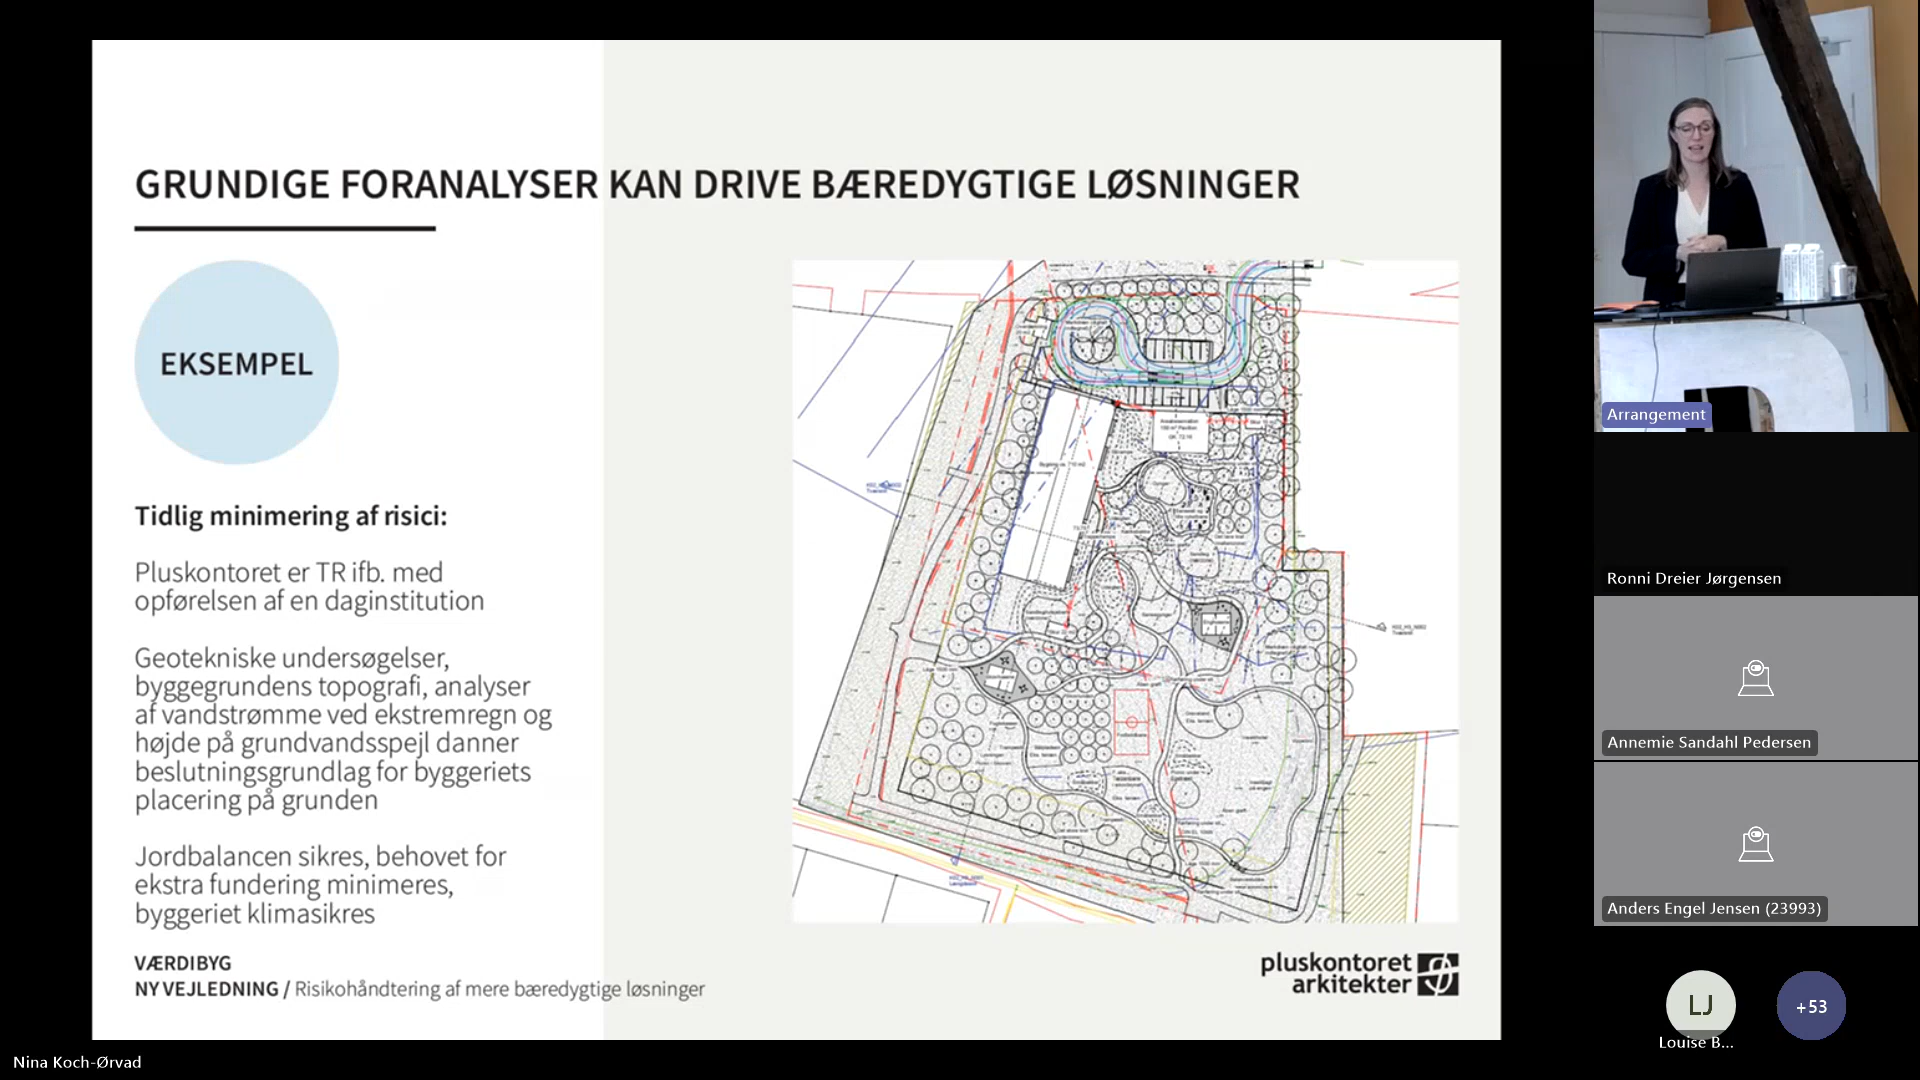 GRUNDIGE FORANALYSER KAN DRIVE BÆREDYGTIGE LØSNINGER
EKSEMPEL
Tidlig minimering af risici:
Pluskontoret er TR ifb. med
opførelsen af en daginstitution
Geotekniske undersøgelser,
byggegrundens topografi, analyser
af vandstrømme ved ekstremregn og
højde på grundvandsspejl danner
beslutningsgrundlag for byggeriets
placering på grunden
Jordbalancen sikres, behovet for
ekstra fundering minimeres,
byggeriet klimasikres
VÆRDIBYG
NY VEJLEDNING / Risikohåndtering af mere bæredygtige løsninger
pluskontoret
arkitekter
Arrangement
Ronni Dreier Jørgensen
Annemie Sandahl Pedersen
Anders Engel Jensen (23993)
LJ
+53
Louise B...
Nina Koch-Ørvad